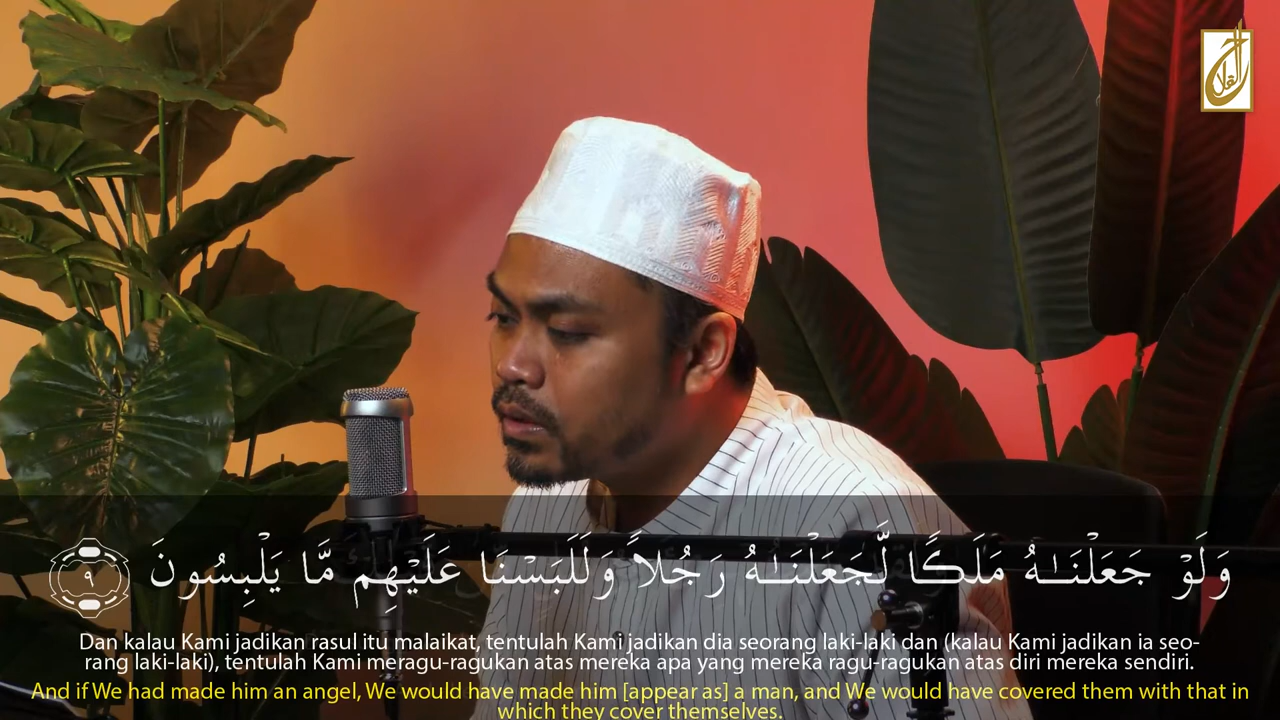 وَلَوْ جَعَلْنَـٰهُ مَلَكًا لَّجَعَلْنَـٰهُ رَجُلاً وَلَلَبَسْنَا عَلَيْهِم مَّا يَلْبِسُونَ ٩
Dan kalau Kami jadikan rasul itu malaikat, tentulah Kami jadikan dia seorang laki-laki dan (kalau Kami jadikan ia seo-
rang laki-laki), tentulah Kami meragu-ragukan atas mereka apa yang mereka ragu-ragukan atas diri mereka sendiri.
And if We had made him an angel, We would have made him [appear as] a man, and We would have covered them with that in
which they cover themselves.